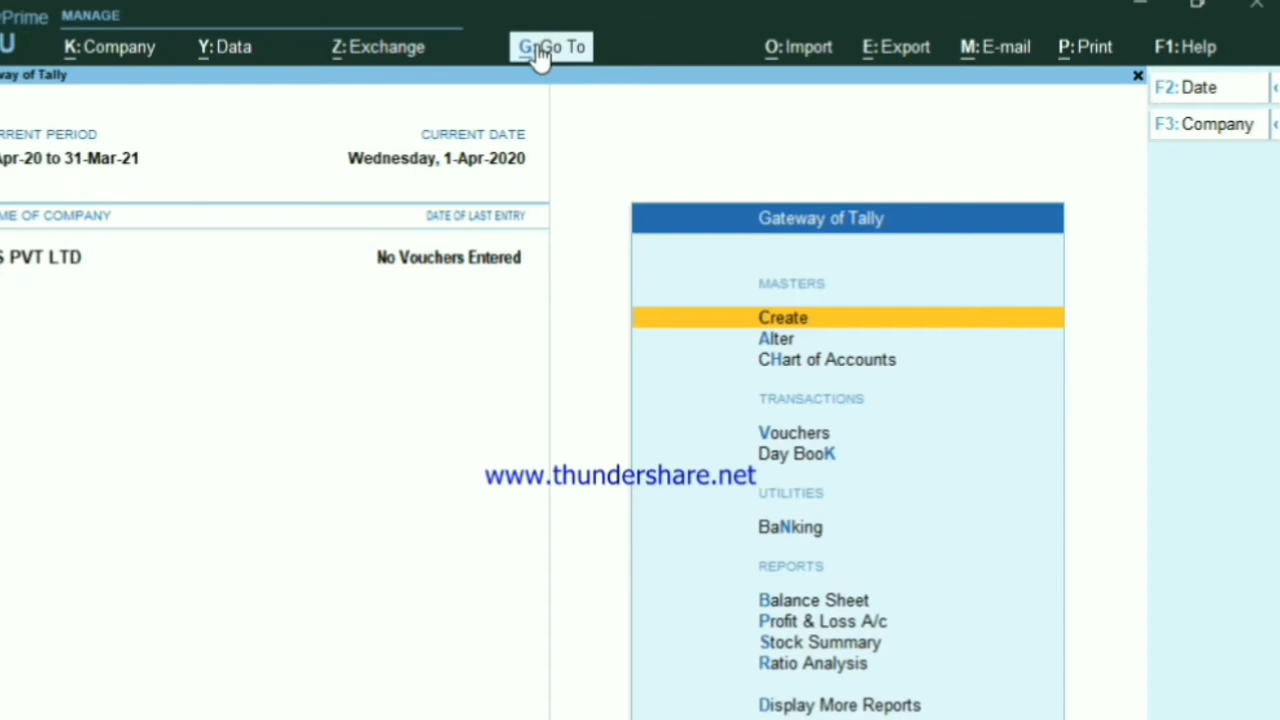 Prime MANAGE
U K: Company Y: Data Z: Exchange G: Go To O: Import E: Export M: E-mail P: Print F1: Help
way of Tally
F2: Date
F3: Company
RRENT PERIOD CURRENT DATE
Apr-20 to 31-Mar-21 Wednesday, 1-Apr-2020
ME OF COMPANY DATE OF LAST ENTRY
S PVT LTD No Vouchers Entered
Gateway of Tally
MASTERS
Create
Alter
CHart of Accounts
TRANSACTIONS
Vouchers
Day BooK
www.thundershare.net
UTILITIES
BaNking
REPORTS
Balance Sheet
Profit & Loss A/c
Stock Summary
Ratio Analysis
Display More Reports